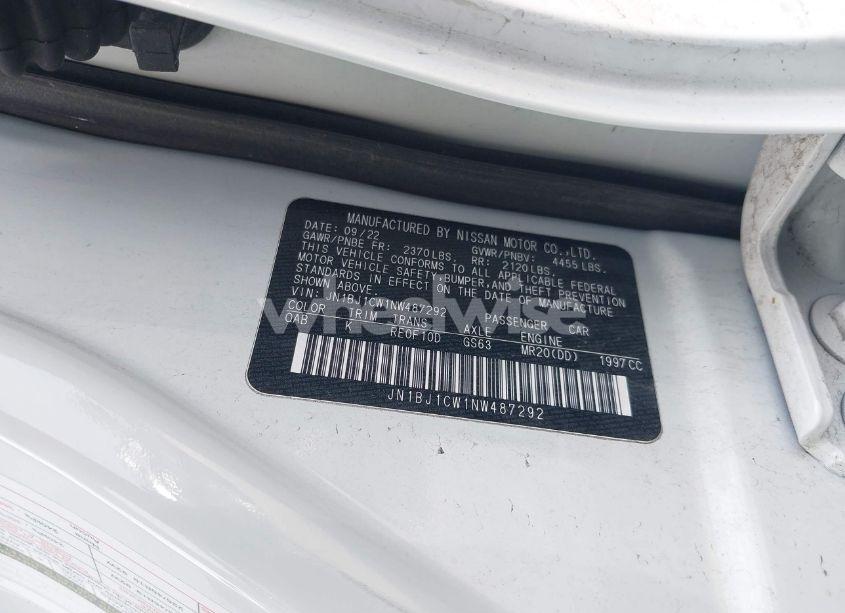 MANUFACTURED BY NISSAN MOTOR CO.,LTD.
DATE: 09/22 GVWR/PNBV: 4455 LBS.
GAWR/PNBE FR: 2370LBS. RR: 2120LBS.
THIS VEHICLE CONFORMS TO ALL APPLICABLE FEDERAL
MOTOR VEHICLE SAFETY,BUMPER,AND THEFT PREVENTION
STANDARDS IN EFFECT ON THE DATE OF MANUFACTURE
SHOWN ABOVE.
VIN: JN1BJ1CW1NW487292 PASSENGER CAR
COLOR TRIM TRANS AXLE ENGINE
QAB K RE0F10D GS63 MR20(DD) 1997CC
JN1BJ1CW1NW487292
wheelwise